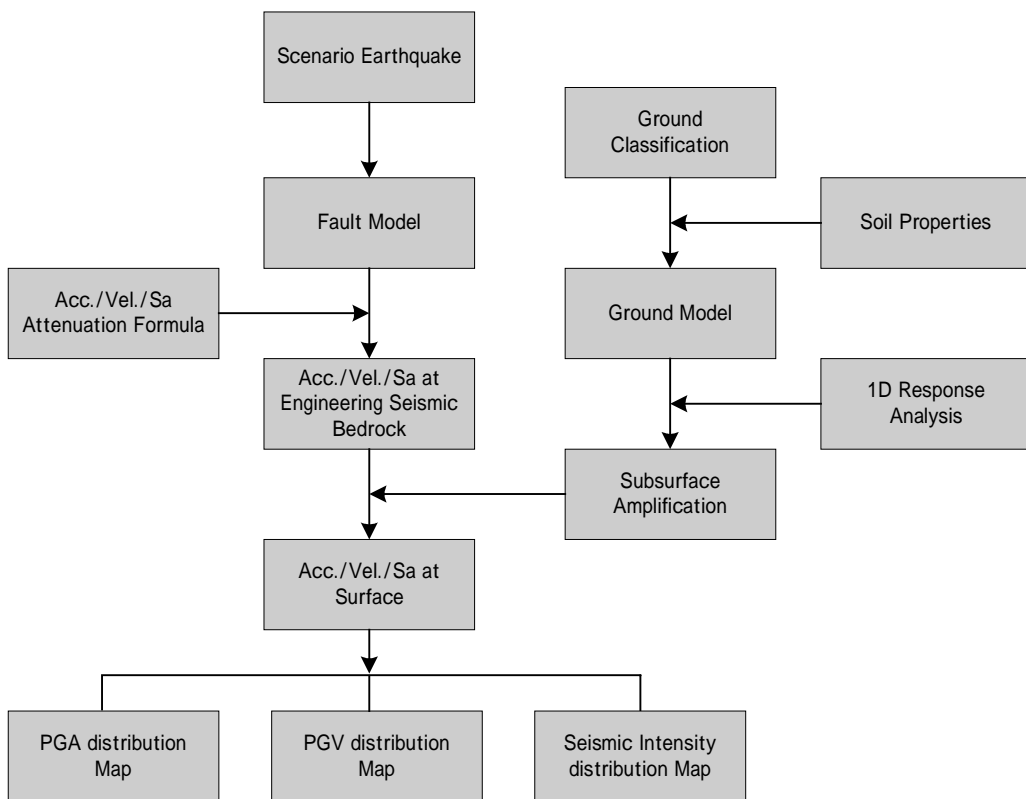 Scenario Earthquake
Ground
Classification
Fault Model
Soil Properties
Acc./Vel./Sa
Attenuation Formula
Ground Model
Acc./Vel./Sa at
Engineering Seismic
Bedrock
1D Response
Analysis
Subsurface
Amplification
Acc./Vel./Sa at
Surface
PGA distribution
Map
PGV distribution
Map
Seismic Intensity
distribution Map